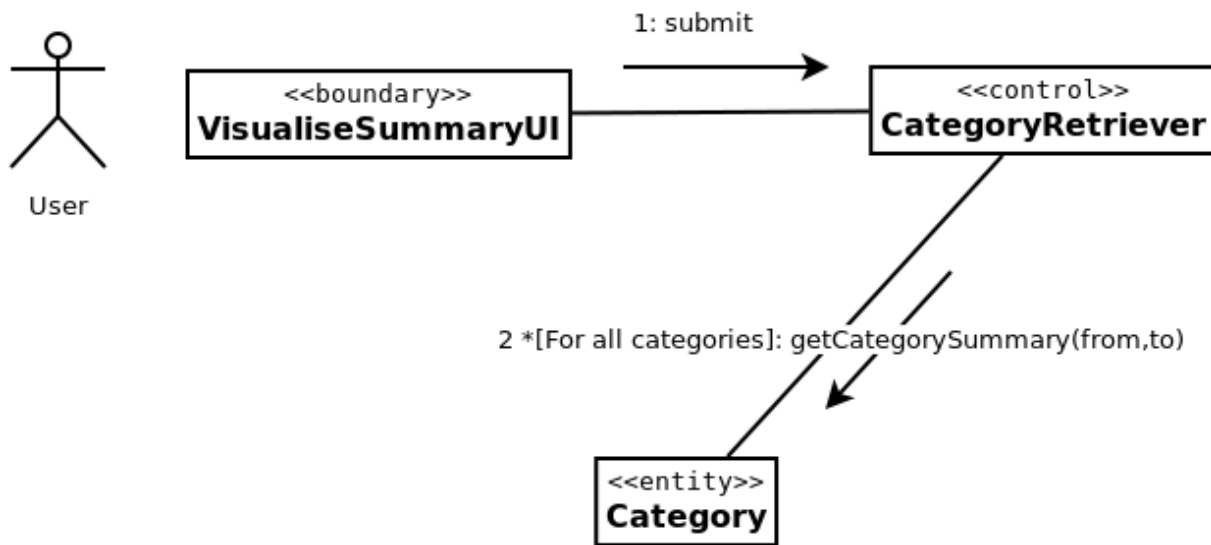 1: submit
<<boundary>>
VisualiseSummaryUI
<<control>>
CategoryRetriever
User
2 *[For all categories]: getCategorySummary(from,to)
<<entity>>
Category